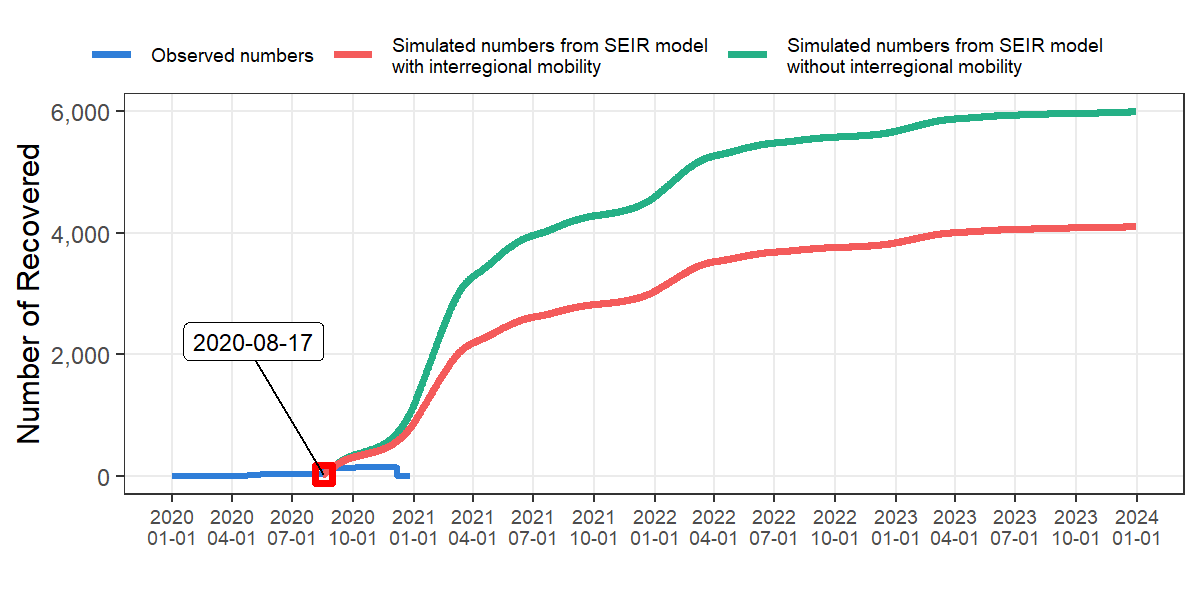 Observed numbers
Simulated numbers from SEIR model
with interregional mobility
Simulated numbers from SEIR model
without interregional mobility
Number of Recovered
6,000
4,000
2,000
0
2020-08-17
2020 2020 2020 2020 2021 2021 2021 2021 2022 2022 2022 2022 2023 2023 2023 2023 2024
01-01 04-01 07-01 10-01 01-01 04-01 07-01 10-01 01-01 04-01 07-01 10-01 01-01 04-01 07-01 10-01 01-01